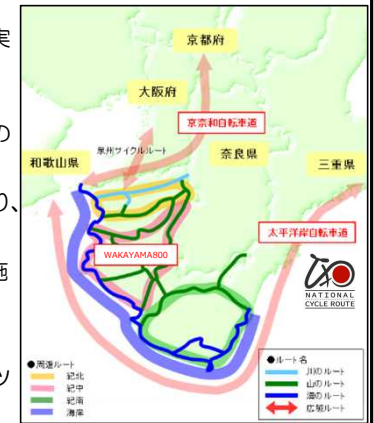 実
の
り、
施
ッ
京都府
大阪府
京奈和自転車道
泉州サイクルルート
奈良県
和歌山県
三重県
太平洋岸自転車道
WAKAYAMA800
NATIONAL
CYCLE ROUTE
●周遊ルート
紀北
紀中
紀南
海岸
●ルート名
川のルート
山のルート
海のルート
広域ルート